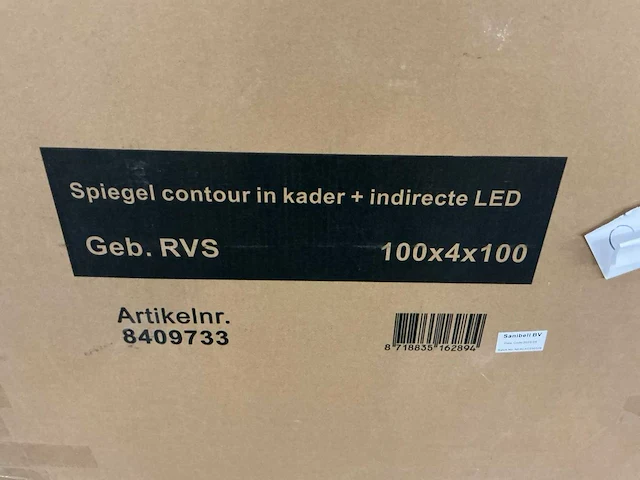 Spiegel contour in kader + indirecte LED
Geb. RVS 100x4x100
Artikelnr.
8409733
8 718835 162894
Sanibell BV